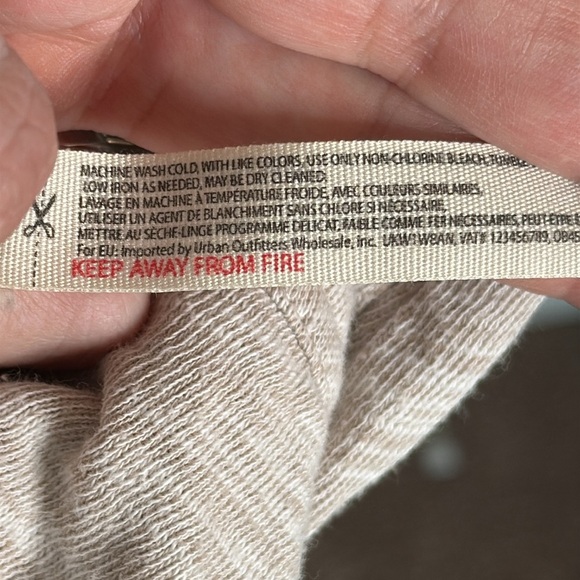 MACHINE WASH COLD, WITH LIKE COLORS, USE ONLY NON-CHLORINE BLEACH, TUMBLE
LOW IRON AS NEEDED, MAY BE DRY CLEANED.
LAVAGE EN MACHINE À TEMPÉRATURE FROIDE, AVEC COULEURS SIMILAIRES,
UTILISER UN AGENT DE BLANCHIMENT SANS CHLORE SI NÉCESSAIRE,
METTRE AU SÈCHE-LINGE PROGRAMME DÉLICAT, FAIBLE COMME FER NÉCESSAIRES, PEUT ÊTRE
For EU: Imported by Urban Outfitters Wholesale, Inc. UKW1W8AN, VAT# 123456789,
KEEP AWAY FROM FIRE